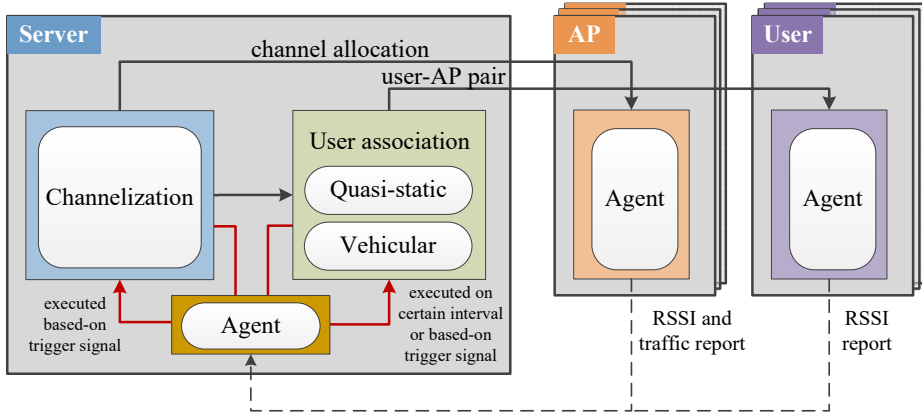 Server
AP
User
channel allocation
user-AP pair
Channelization
User association
Quasi-static
Vehicular
Agent
Agent
executed
based-on
trigger signal
Agent
executed on
certain interval
or based-on
trigger signal
RSSI and
traffic report
RSSI
report